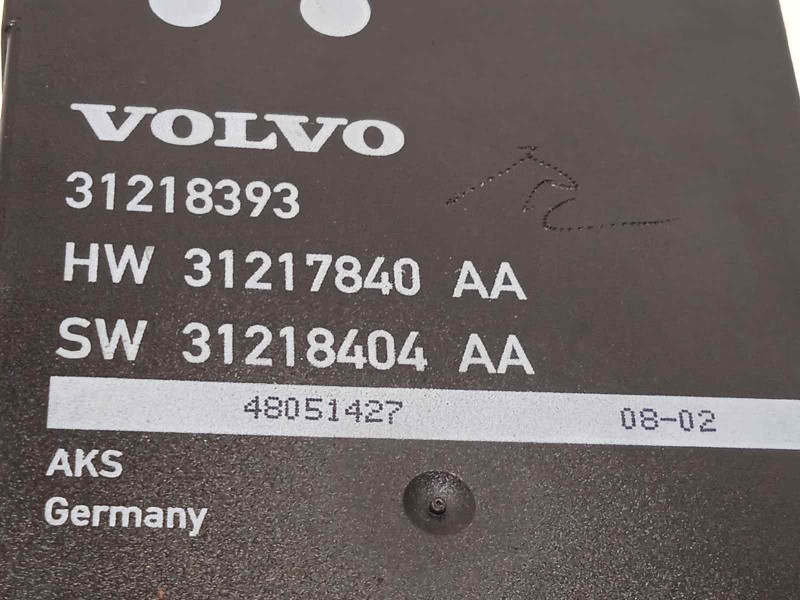 VOLVO
31218393
HW 31217840 AA
SW 31218404 AA
48051427 08-02
AKS
Germany